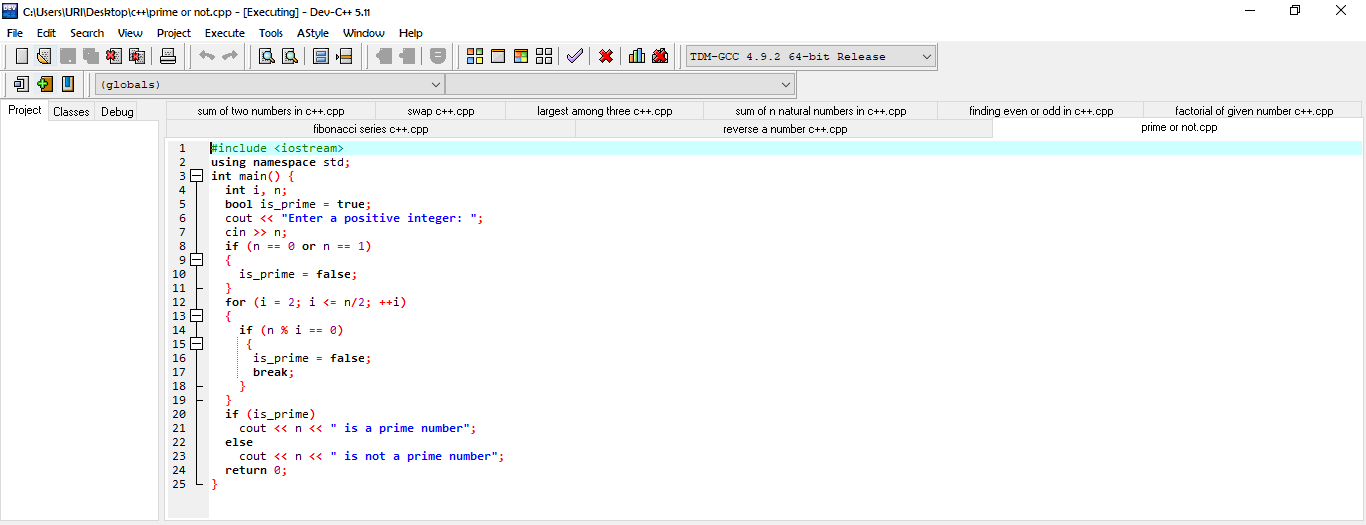 C:\Users\URI\Desktop\c++\prime or not.cpp - [Executing] - Dev-C++ 5.11
File Edit Search View Project Execute Tools AStyle Window Help
TDM-GCC 4.9.2 64-bit Release
(globals)
Project Classes Debug
sum of two numbers in c++.cpp swap c++.cpp largest among three c++.cpp sum of n natural numbers in c++.cpp finding even or odd in c++.cpp factorial of given number c++.cpp
fibonacci series c++.cpp reverse a number c++.cpp prime or not.cpp
1 #include <iostream>
2 using namespace std;
3 int main() {
4 int i, n;
5 bool is_prime = true;
6 cout << "Enter a positive integer: ";
7 cin >> n;
8 if (n == 0 or n == 1)
9 {
10 is_prime = false;
11 }
12 for (i = 2; i <= n/2; ++i)
13 {
14 if (n % i == 0)
15 {
16 is_prime = false;
17 break;
18 }
19 }
20 if (is_prime)
21 cout << n << " is a prime number";
22 else
23 cout << n << " is not a prime number";
24 return 0;
25 }